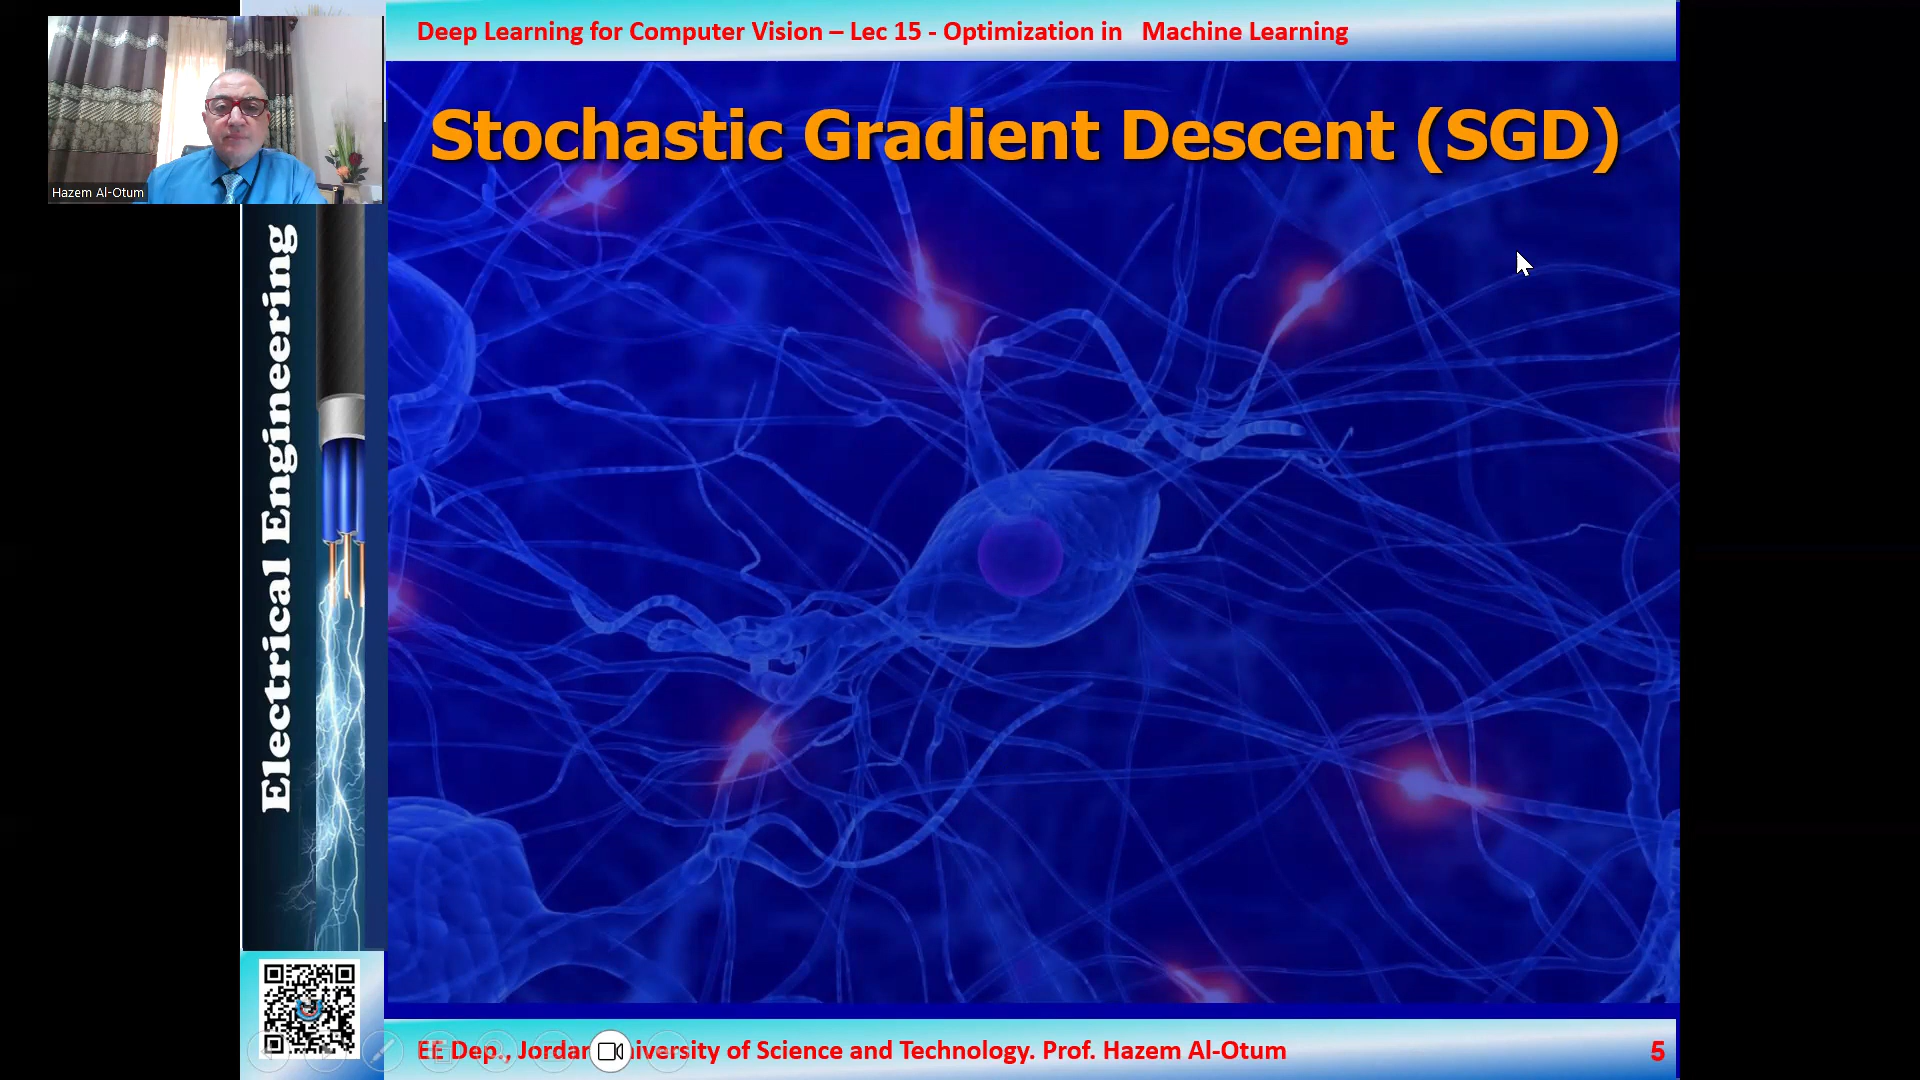 Deep Learning for Computer Vision – Lec 15 - Optimization in Machine Learning
Stochastic Gradient Descent (SGD)
Hazem Al-Otum
Electrical Engineering
EE Dep., Jordan University of Science and Technology. Prof. Hazem Al-Otum
5